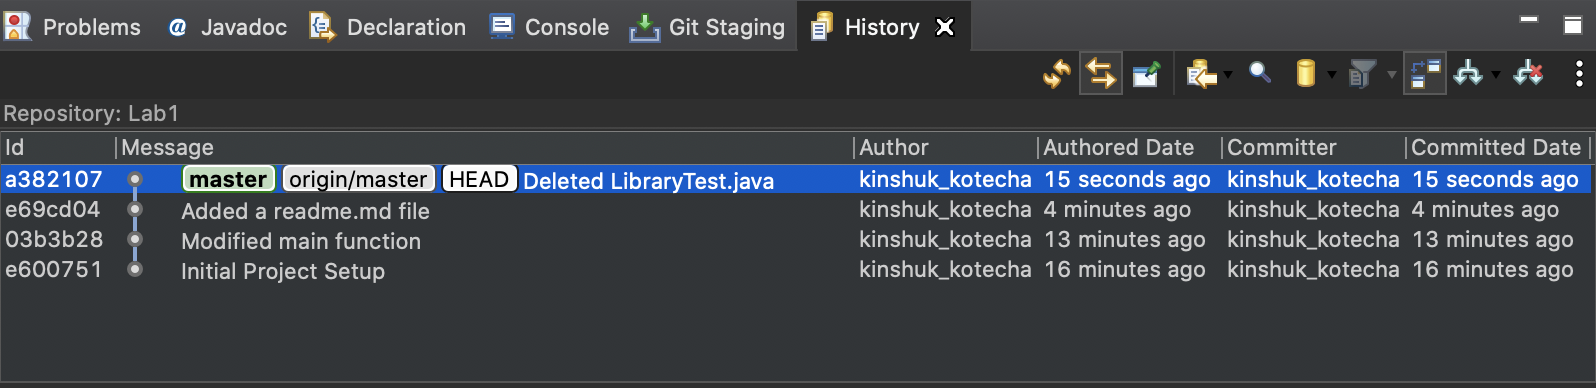 Problems @ Javadoc Declaration Console Git Staging History
Repository: Lab1
Id Message Author Authored Date Committer Committed Date
a382107 master origin/master HEAD Deleted LibraryTest.java kinshuk_kotecha 15 seconds ago kinshuk_kotecha 15 seconds ago
e69cd04 Added a readme.md file kinshuk_kotecha 4 minutes ago kinshuk_kotecha 4 minutes ago
03b3b28 Modified main function kinshuk_kotecha 13 minutes ago kinshuk_kotecha 13 minutes ago
e600751 Initial Project Setup kinshuk_kotecha 16 minutes ago kinshuk_kotecha 16 minutes ago